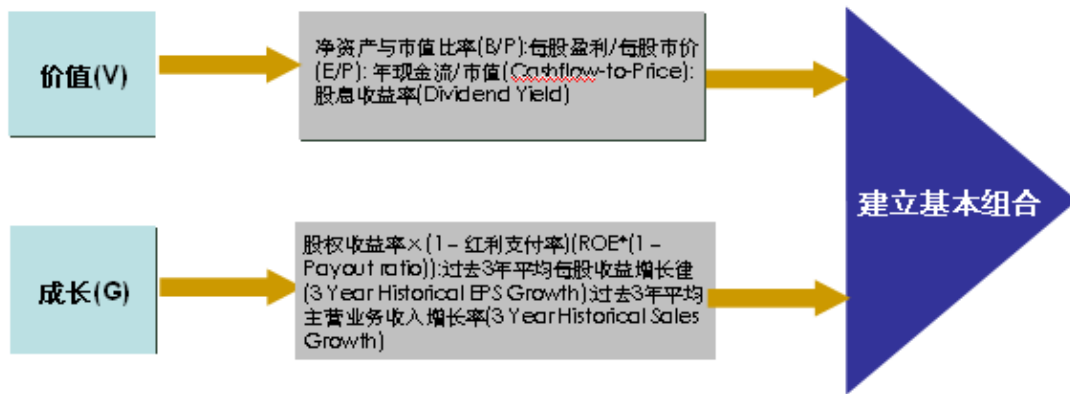 价值(V)
净资产与市值比率(B/P):每股盈利/每股市价
(E/P): 年现金流/市值(Cashflow-to-Price):
股息收益率(Dividend Yield)
建立基本组合
成长(G)
股权收益率×(1 – 红利支付率)(ROE*(1 –
Payout ratio)):过去3年平均每股收益增长律
(3 Year Historical EPS Growth):过去3年平均
主营业务收入增长率(3 Year Historical Sales
Growth)